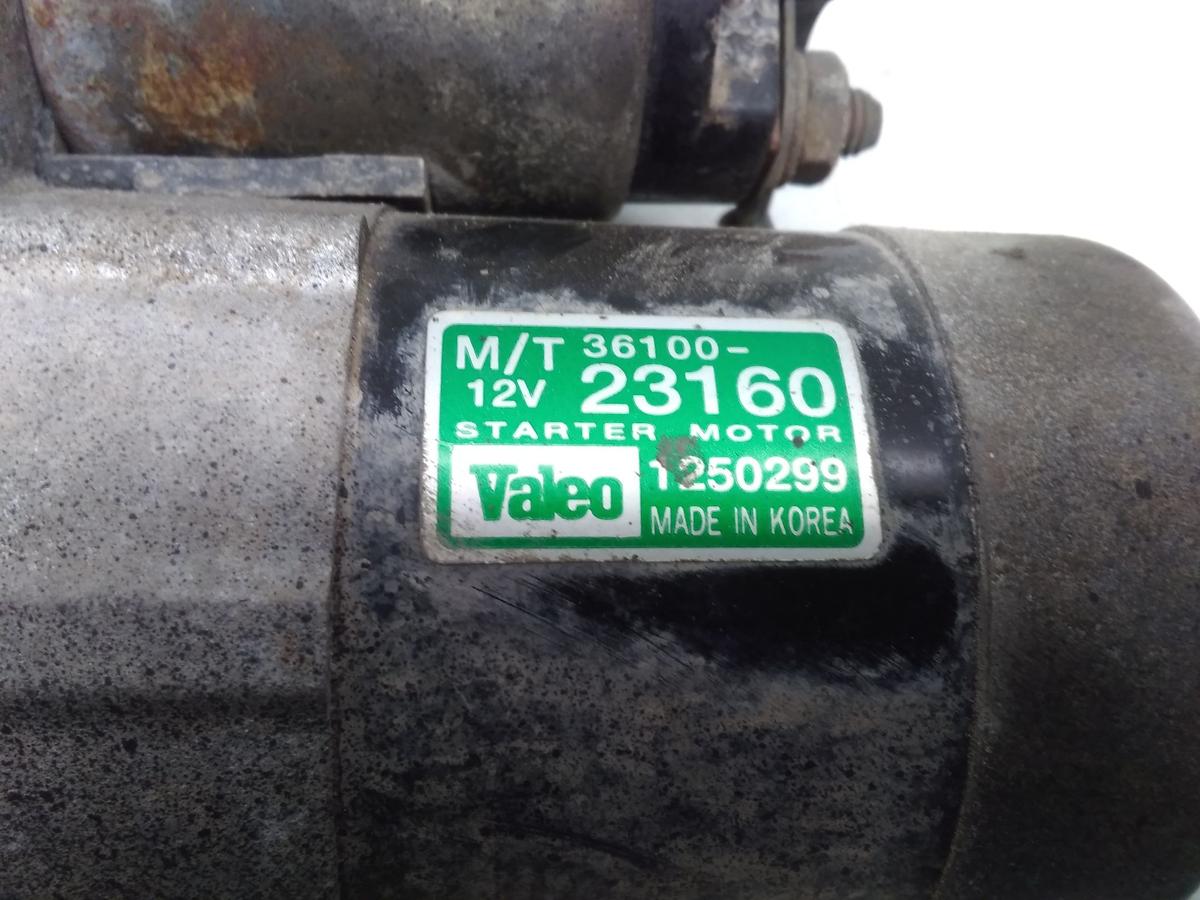 M/T 36100-
12V 23160
STARTER MOTOR
Valeo 1250299
MADE IN KOREA